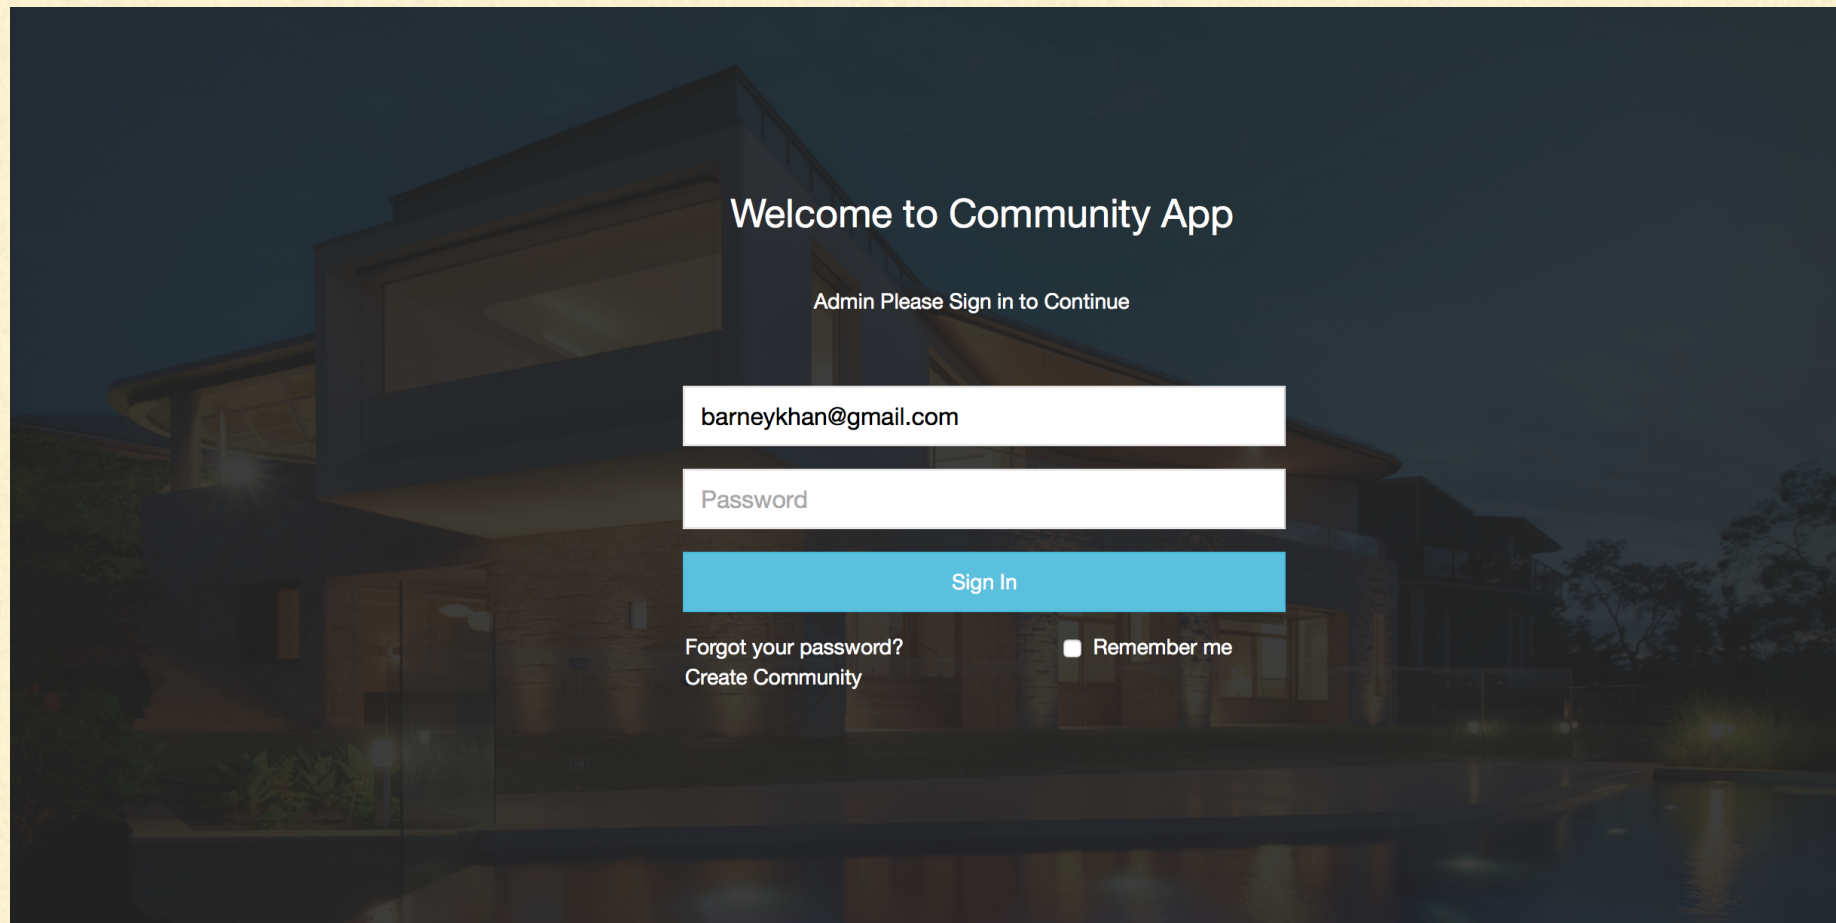 Welcome to Community App
Admin Please Sign in to Continue
barneykhan@gmail.com
Password
Sign In
Forgot your password?
Remember me
Create Community